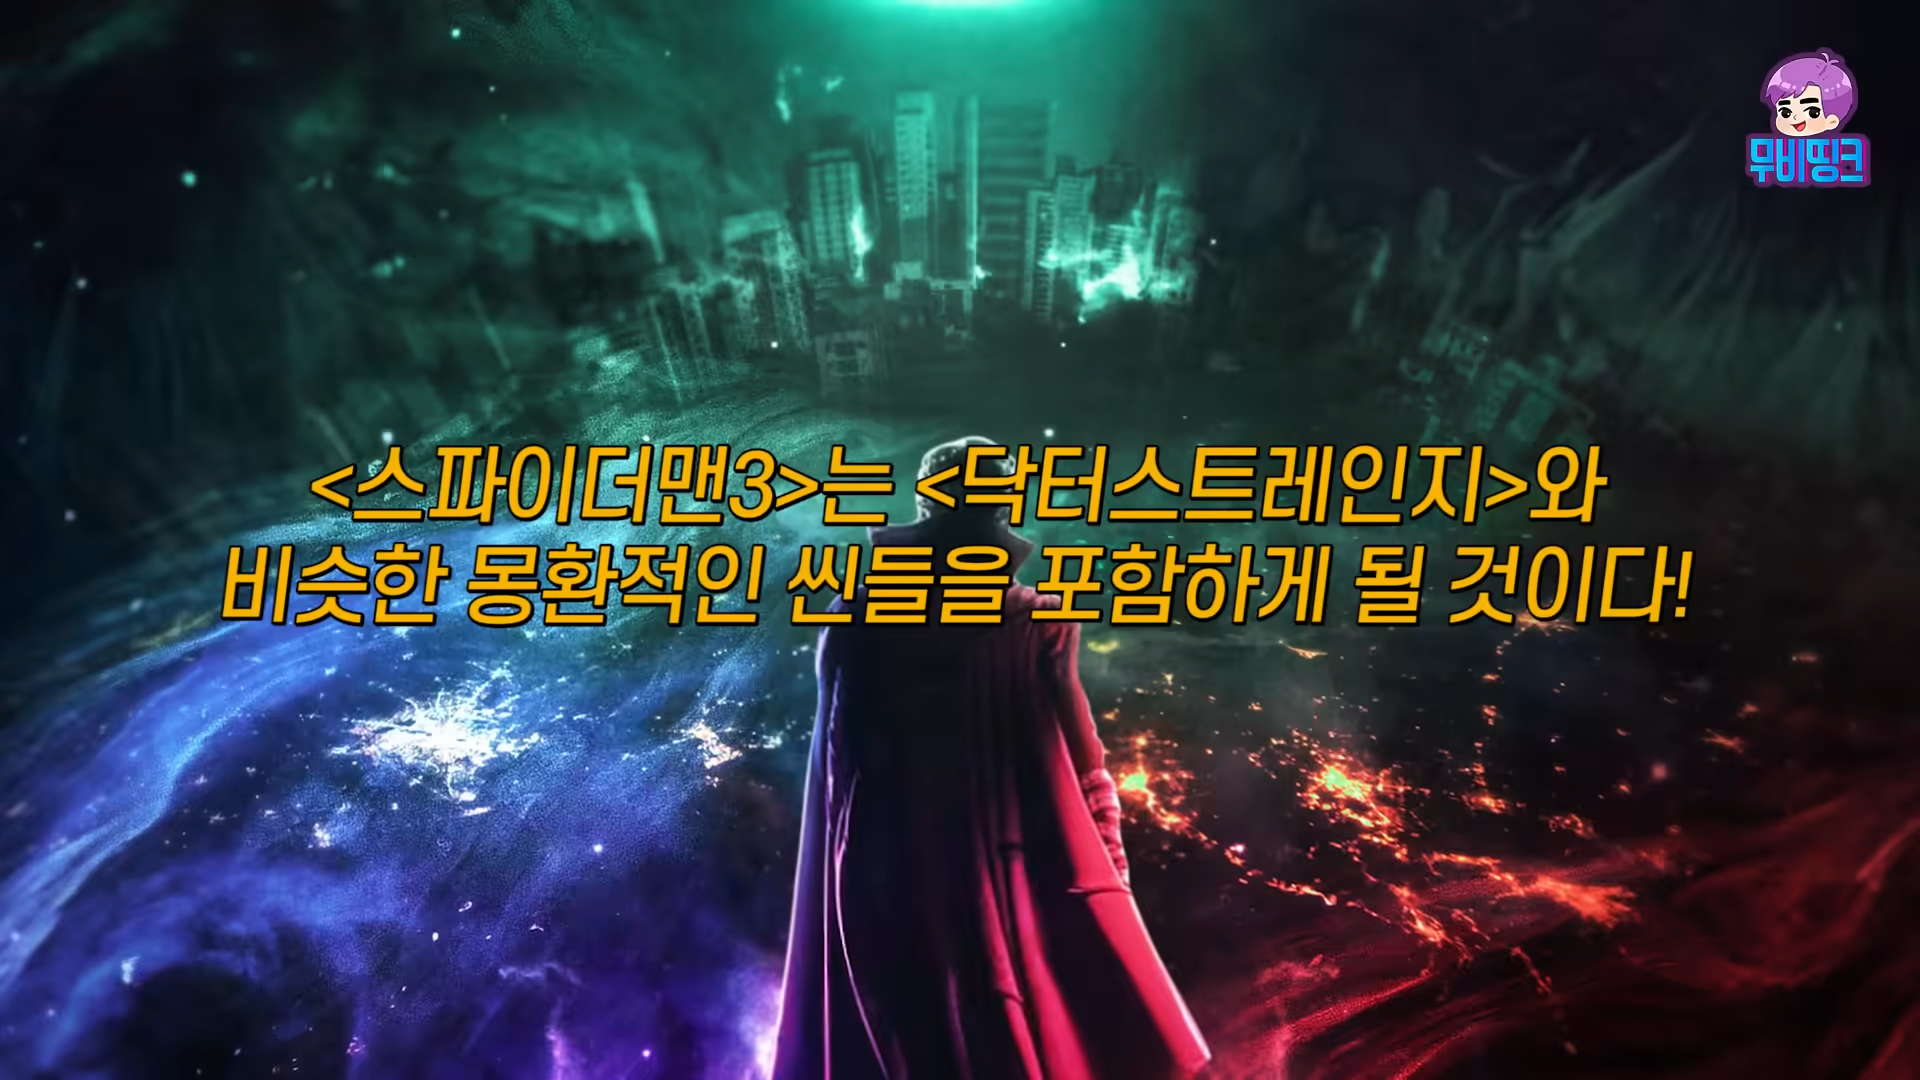 무비띵크
<스파이더맨3>는 <닥터스트레인지>와
비슷한 몽환적인 씬들을 포함하게 될 것이다!